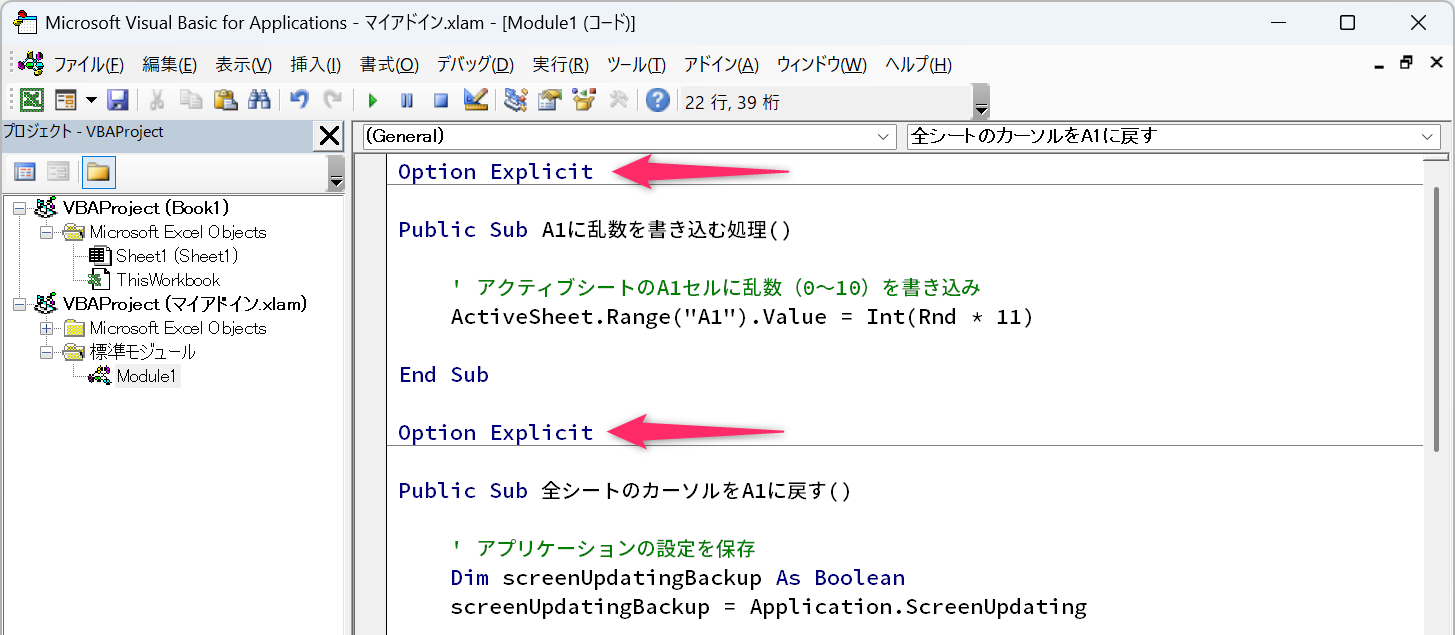 Microsoft Visual Basic for Applications - マイアドイン.xlam - [Module1 (コード)]
ファイル(F) 編集(E) 表示(V) 挿入(I) 書式(O) デバッグ(D) 実行(R) ツール(T) アドイン(A) ウィンドウ(W) ヘルプ(H)
22 行, 39 桁
プロジェクト - VBAProject
VBAProject (Book1)
Microsoft Excel Objects
Sheet1 (Sheet1)
ThisWorkbook
VBAProject (マイアドイン.xlam)
Microsoft Excel Objects
標準モジュール
Module1
(General)
全シートのカーソルをA1に戻す
Option Explicit
Public Sub A1に乱数を書き込む処理()
' アクティブシートのA1セルに乱数（0～10）を書き込み
ActiveSheet.Range("A1").Value = Int(Rnd * 11)
End Sub
Option Explicit
Public Sub 全シートのカーソルをA1に戻す()
' アプリケーションの設定を保存
Dim screenUpdatingBackup As Boolean
screenUpdatingBackup = Application.ScreenUpdating